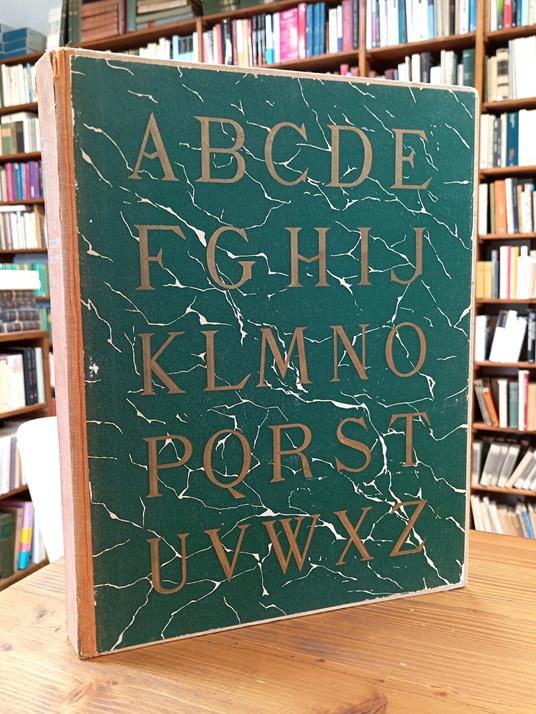 ABCDE
FGHIJ
KLMNO
PQRST
UVWXZ